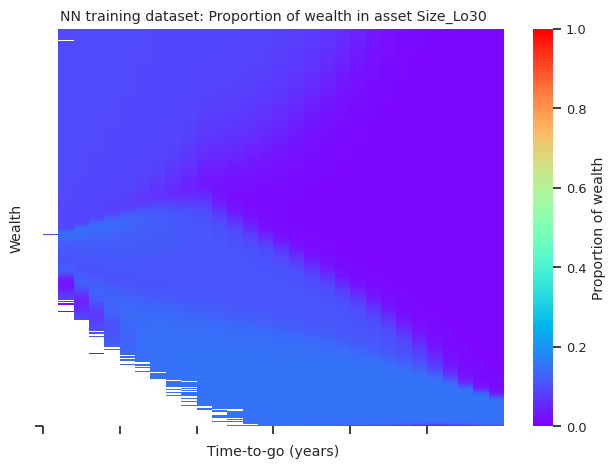 NN training dataset: Proportion of wealth in asset Size_Lo30
1.0
0.8
0.6
0.4
0.2
0.0
Proportion of wealth
Wealth
Time-to-go (years)